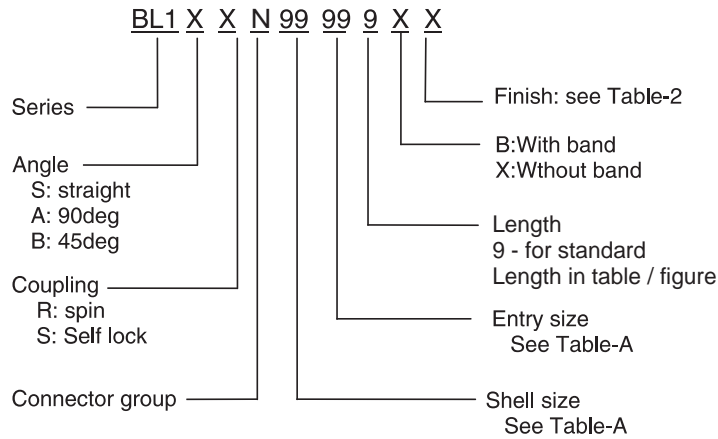 BL1 X X N 99 99 9 X X
Series
Angle
S: straight
A: 90deg
B: 45deg
Coupling
R: spin
S: Self lock
Connector group
Finish: see Table-2
B:With band
X:Wthout band
Length
9 - for standard
Length in table / figure
Entry size
See Table-A
Shell size
See Table-A